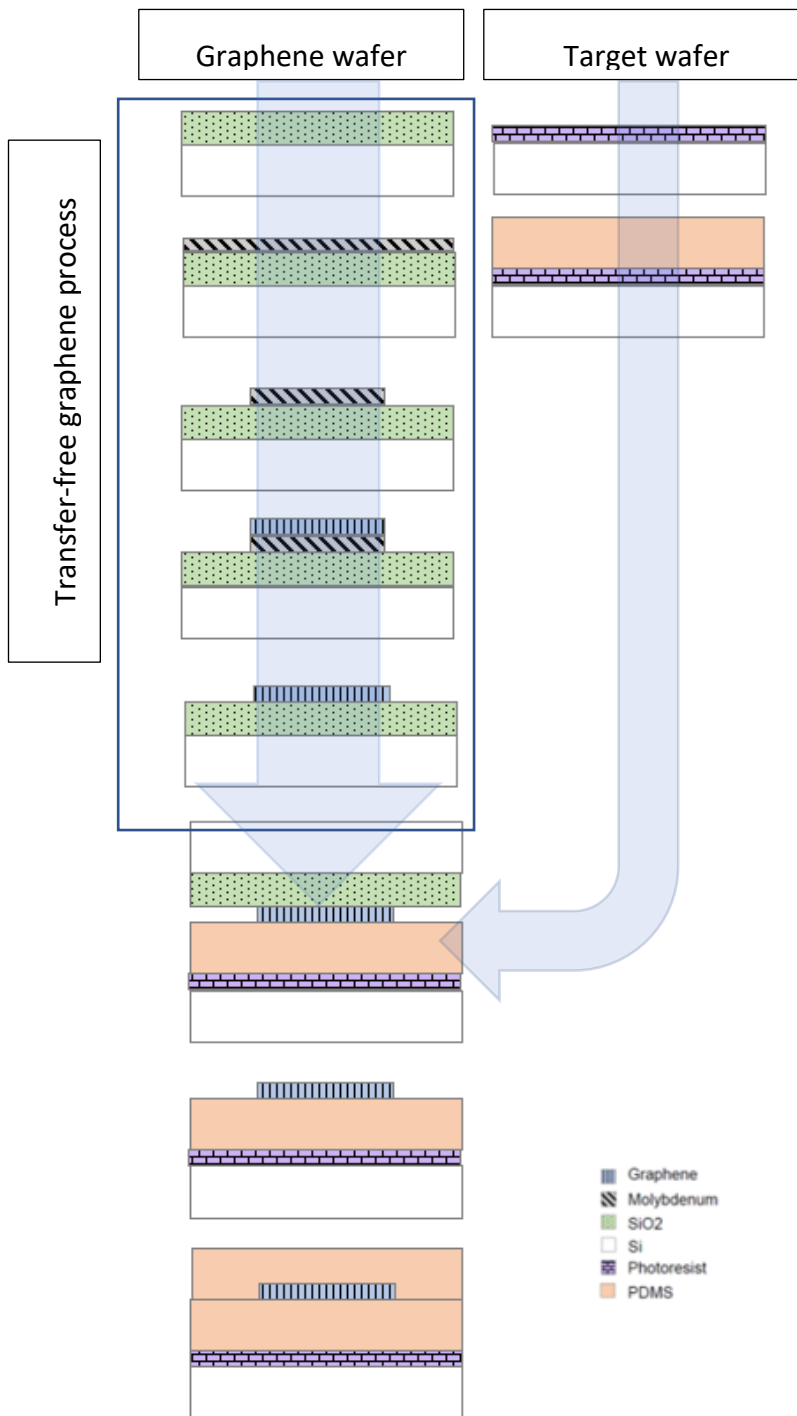 Graphene wafer
Target wafer
Transfer-free graphene process
Graphene
Molybdenum
SiO2
Si
Photoresist
PDMS